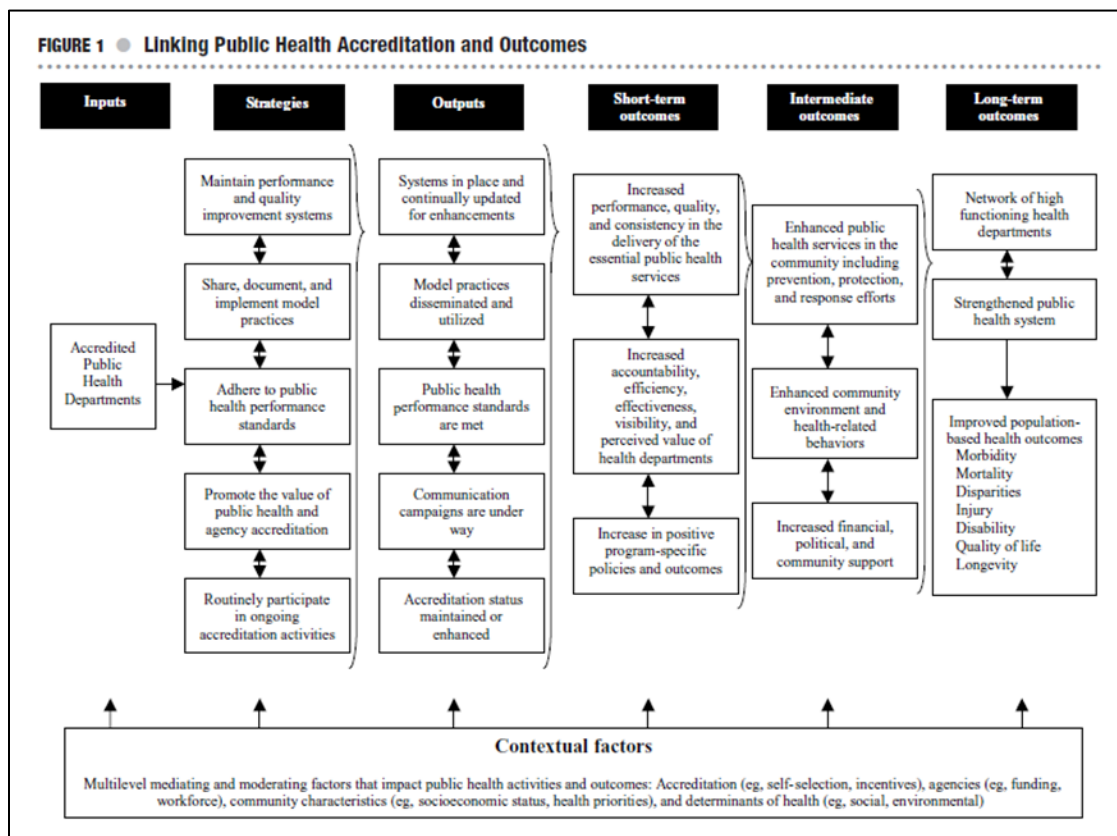 FIGURE 1 ● Linking Public Health Accreditation and Outcomes
Inputs
Strategies
Outputs
Short-term
outcomes
Intermediate
outcomes
Long-term
outcomes
Accredited
Public
Health
Departments
Maintain performance
and quality
improvement systems
Share, document, and
implement model
practices
Adhere to public
health performance
standards
Promote the value of
public health and
agency accreditation
Routinely participate
in ongoing
accreditation activities
Systems in place and
continually updated
for enhancements
Model practices
disseminated and
utilized
Public health
performance standards
are met
Communication
campaigns are under
way
Accreditation status
maintained or
enhanced
Increased
performance, quality,
and consistency in the
delivery of the
essential public health
services
Increased
accountability,
efficiency,
effectiveness,
visibility, and
perceived value of
health departments
Increase in positive
program-specific
policies and outcomes
Enhanced public
health services in the
community including
prevention, protection,
and response efforts
Enhanced community
environment and
health-related
behaviors
Increased financial,
political, and
community support
Network of high
functioning health
departments
Strengthened public
health system
Improved population-
based health outcomes
Morbidity
Mortality
Disparities
Injury
Disability
Quality of life
Longevity
Contextual factors
Multilevel mediating and moderating factors that impact public health activities and outcomes: Accreditation (eg, self-selection, incentives), agencies (eg, funding,
workforce), community characteristics (eg, socioeconomic status, health priorities), and determinants of health (eg, social, environmental)